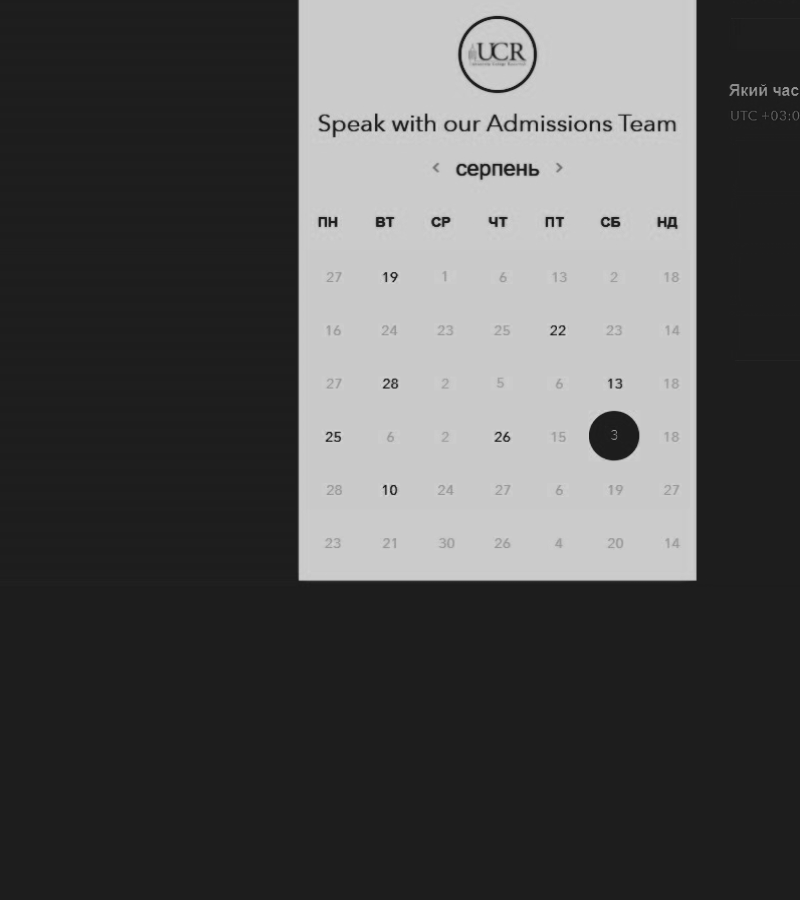 UCR
Speak with our Admissions Team
< серпень >
ПН ВТ СР ЧТ ПТ СБ НД
27 19 1 6 13 2 18
16 24 23 25 22 23 14
27 28 2 5 6 13 18
25 6 2 26 15 3 18
28 10 24 27 6 19 27
23 21 30 26 4 20 14
Який час
UTC +03:0